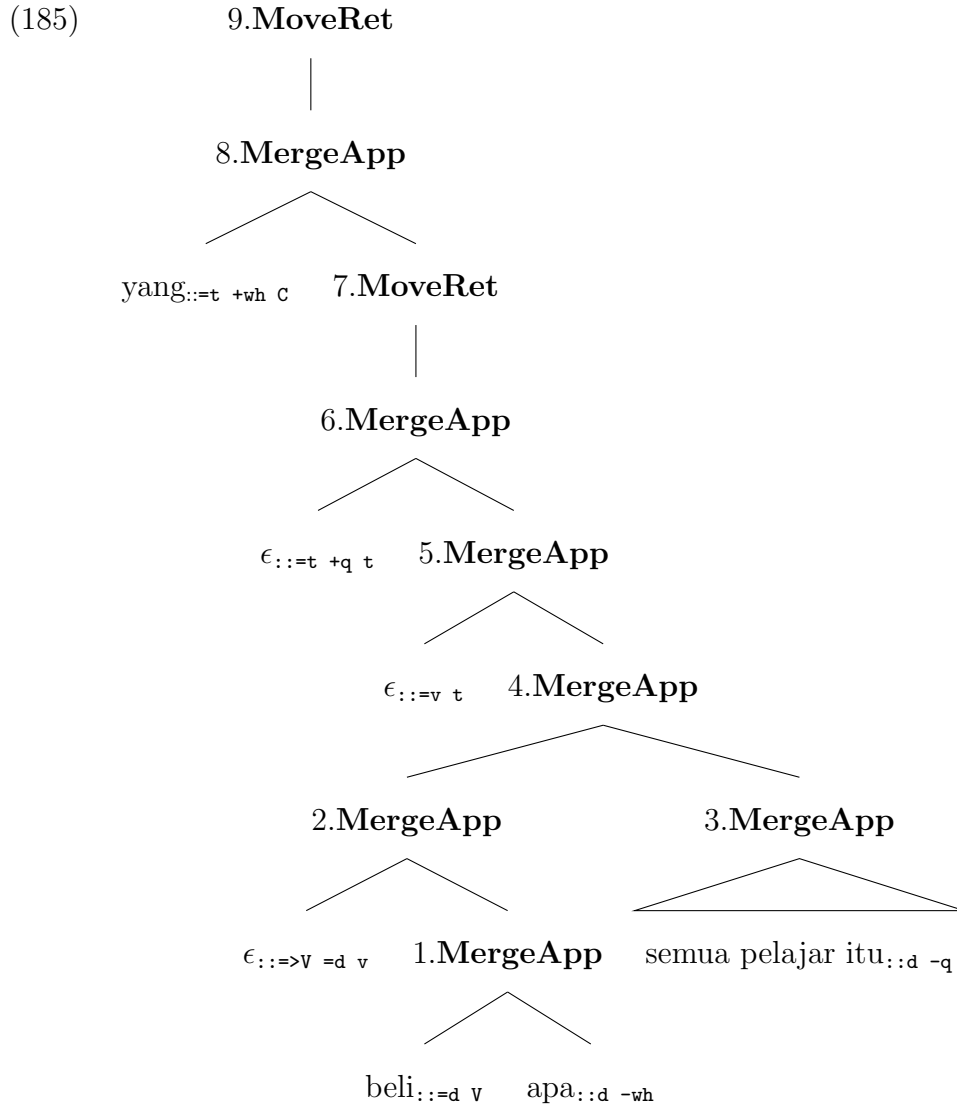 (185) 9.MoveRet
8.MergeApp
yang::=t +wh C 7.MoveRet
6.MergeApp
ϵ::=t +q t 5.MergeApp
ϵ::=v t 4.MergeApp
2.MergeApp 3.MergeApp
ϵ::=>V =d v 1.MergeApp semua pelajar itu::d -q
beli::=d V apa::d -wh